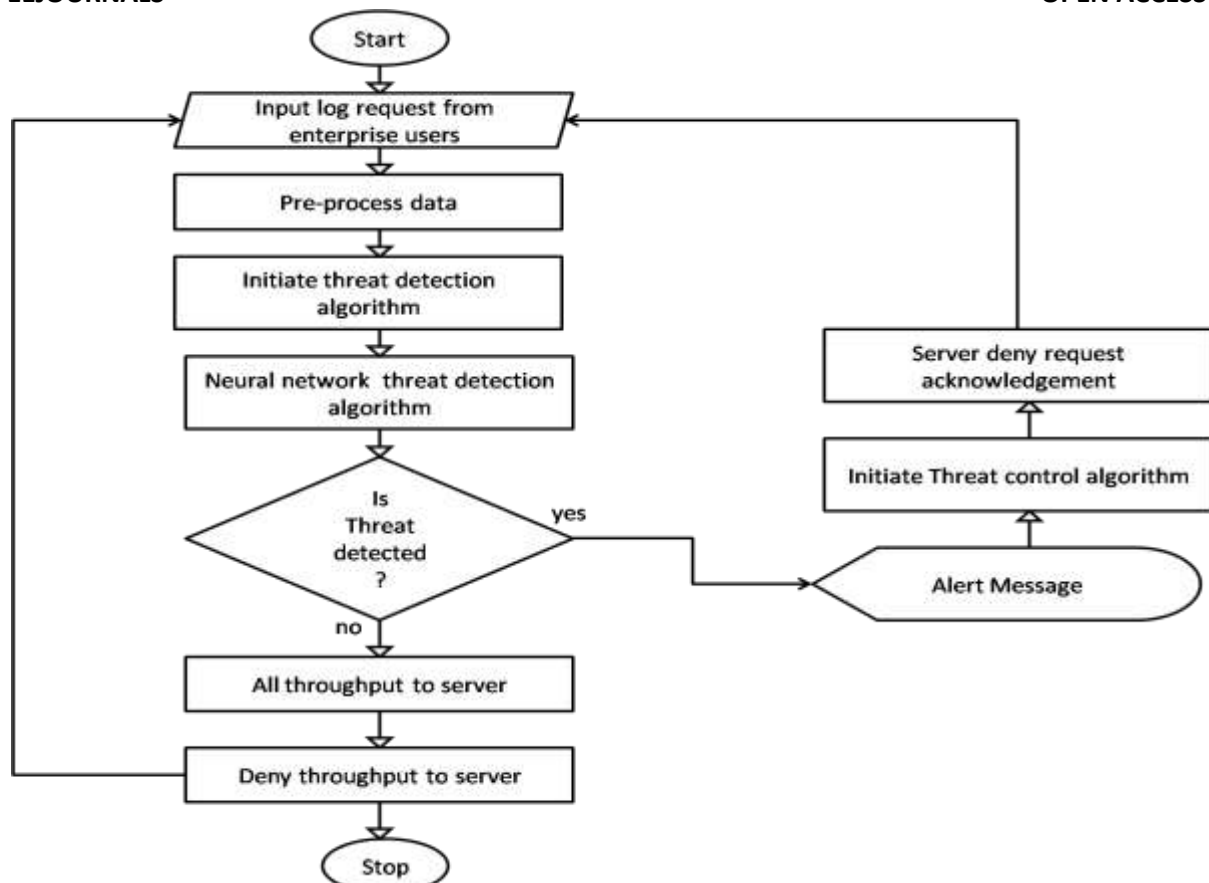 Start
Input log request from
enterprise users
Pre-process data
Initiate threat detection
algorithm
Neural network threat detection
algorithm
Is
Threat
detected
?
yes
no
All throughput to server
Deny throughput to server
Stop
Server deny request
acknowledgement
Initiate Threat control algorithm
Alert Message